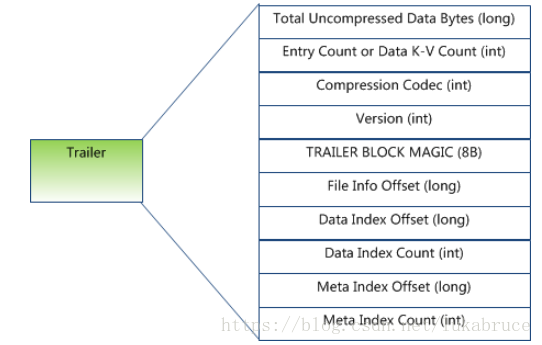 Trailer
Total Uncompressed Data Bytes (long)
Entry Count or Data K-V Count (int)
Compression Codec (int)
Version (int)
TRAILER BLOCK MAGIC (8B)
File Info Offset (long)
Data Index Offset (long)
Data Index Count (int)
Meta Index Offset (long)
Meta Index Count (int)
https://blog.csdn.net/lukabruce